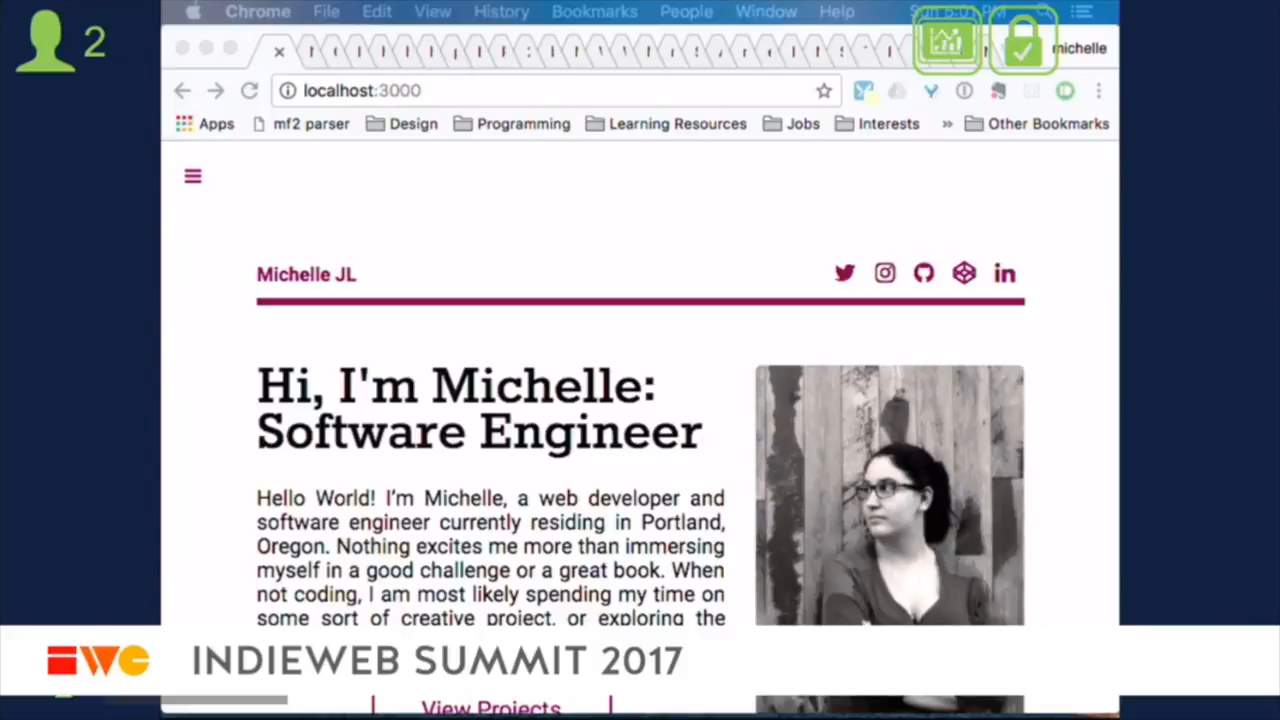 2
Chrome File Edit View History Bookmarks People Window Help
michelle
localhost:3000
Apps mf2 parser Design Programming Learning Resources Jobs Interests » Other Bookmarks
Michelle JL
Hi, I'm Michelle:
Software Engineer
Hello World! I'm Michelle, a web developer and
software engineer currently residing in Portland,
Oregon. Nothing excites me more than immersing
myself in a good challenge or a great book. When
not coding, I am most likely spending my time on
some sort of creative project, or exploring the
IWC INDIEWEB SUMMIT 2017
View Projects